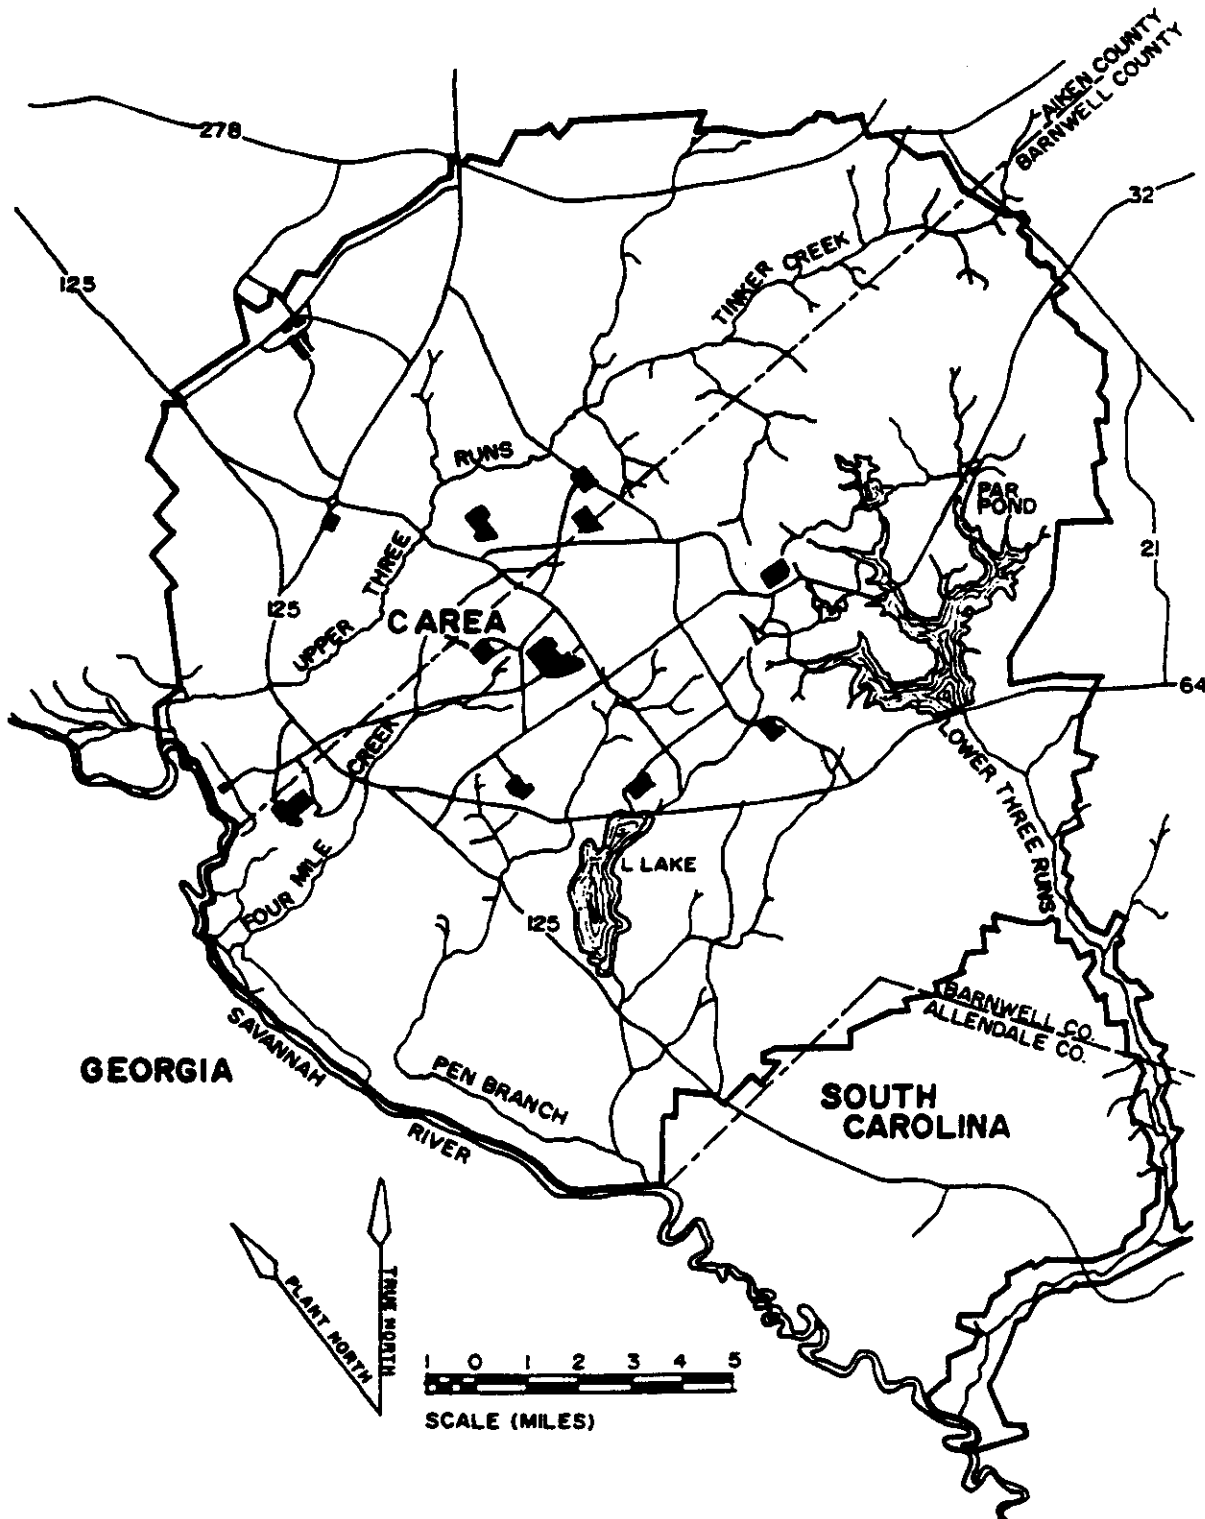 AIKEN COUNTY
BARNWELL COUNTY
278
32
125
TINKER CREEK
RUNS
PAR
POND
THREE
21
125
C AREA
UPPER
64
CREEK
LOWER THREE RUNS
L LAKE
FOUR MILE
125
BARNWELL CO.
ALLENDALE CO.
SAVANNAH
GEORGIA
PEN BRANCH
SOUTH
CAROLINA
RIVER
PLANT NORTH
TRUE NORTH
1 0 1 2 3 4 5
SCALE (MILES)